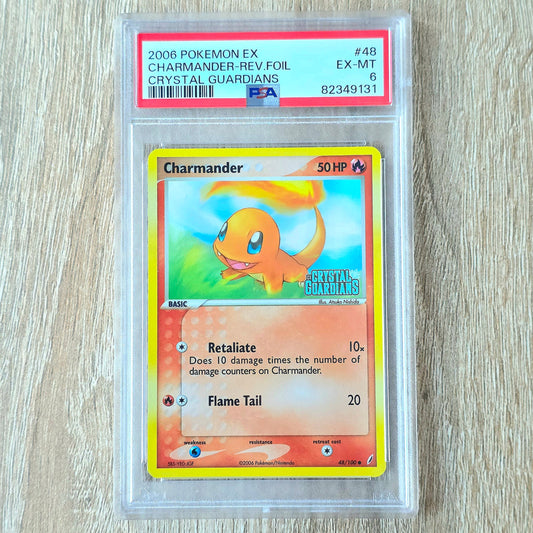 2006 POKEMON EX #48
CHARMANDER-REV.FOIL EX-MT
CRYSTAL GUARDIANS 6
PSA 82349131
Charmander 50 HP
EX CRYSTAL
GUARDIANS
BASIC
Illus. Atsuko Nishida
Retaliate 10x
Does 10 damage times the number of
damage counters on Charmander.
Flame Tail 20
weakness resistance retreat cost
©2006 Pokémon/Nintendo 48/100 ●